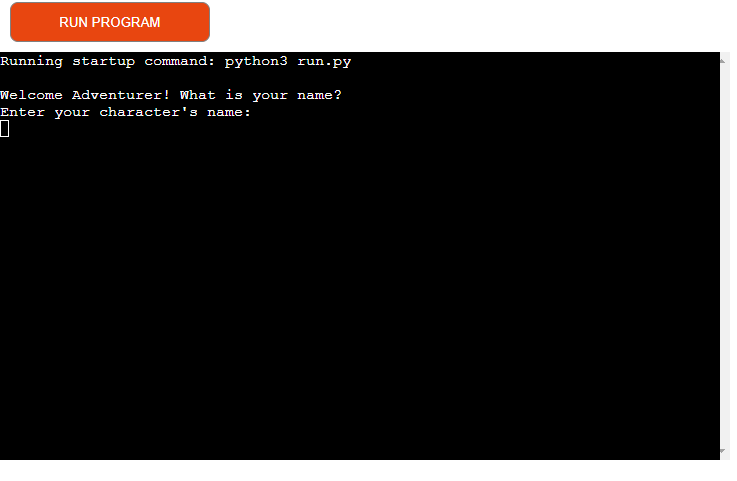 RUN PROGRAM
Running startup command: python3 run.py
Welcome Adventurer! What is your name?
Enter your character's name: